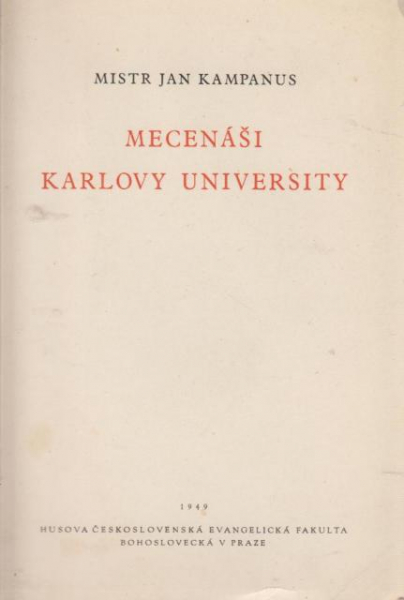 MISTR JAN KAMPANUS
MECENÁŠI
KARLOVY UNIVERSITY
1949
HUSOVA ČESKOSLOVENSKÁ EVANGELICKÁ FAKULTA
BOHOSLOVECKÁ V PRAZE